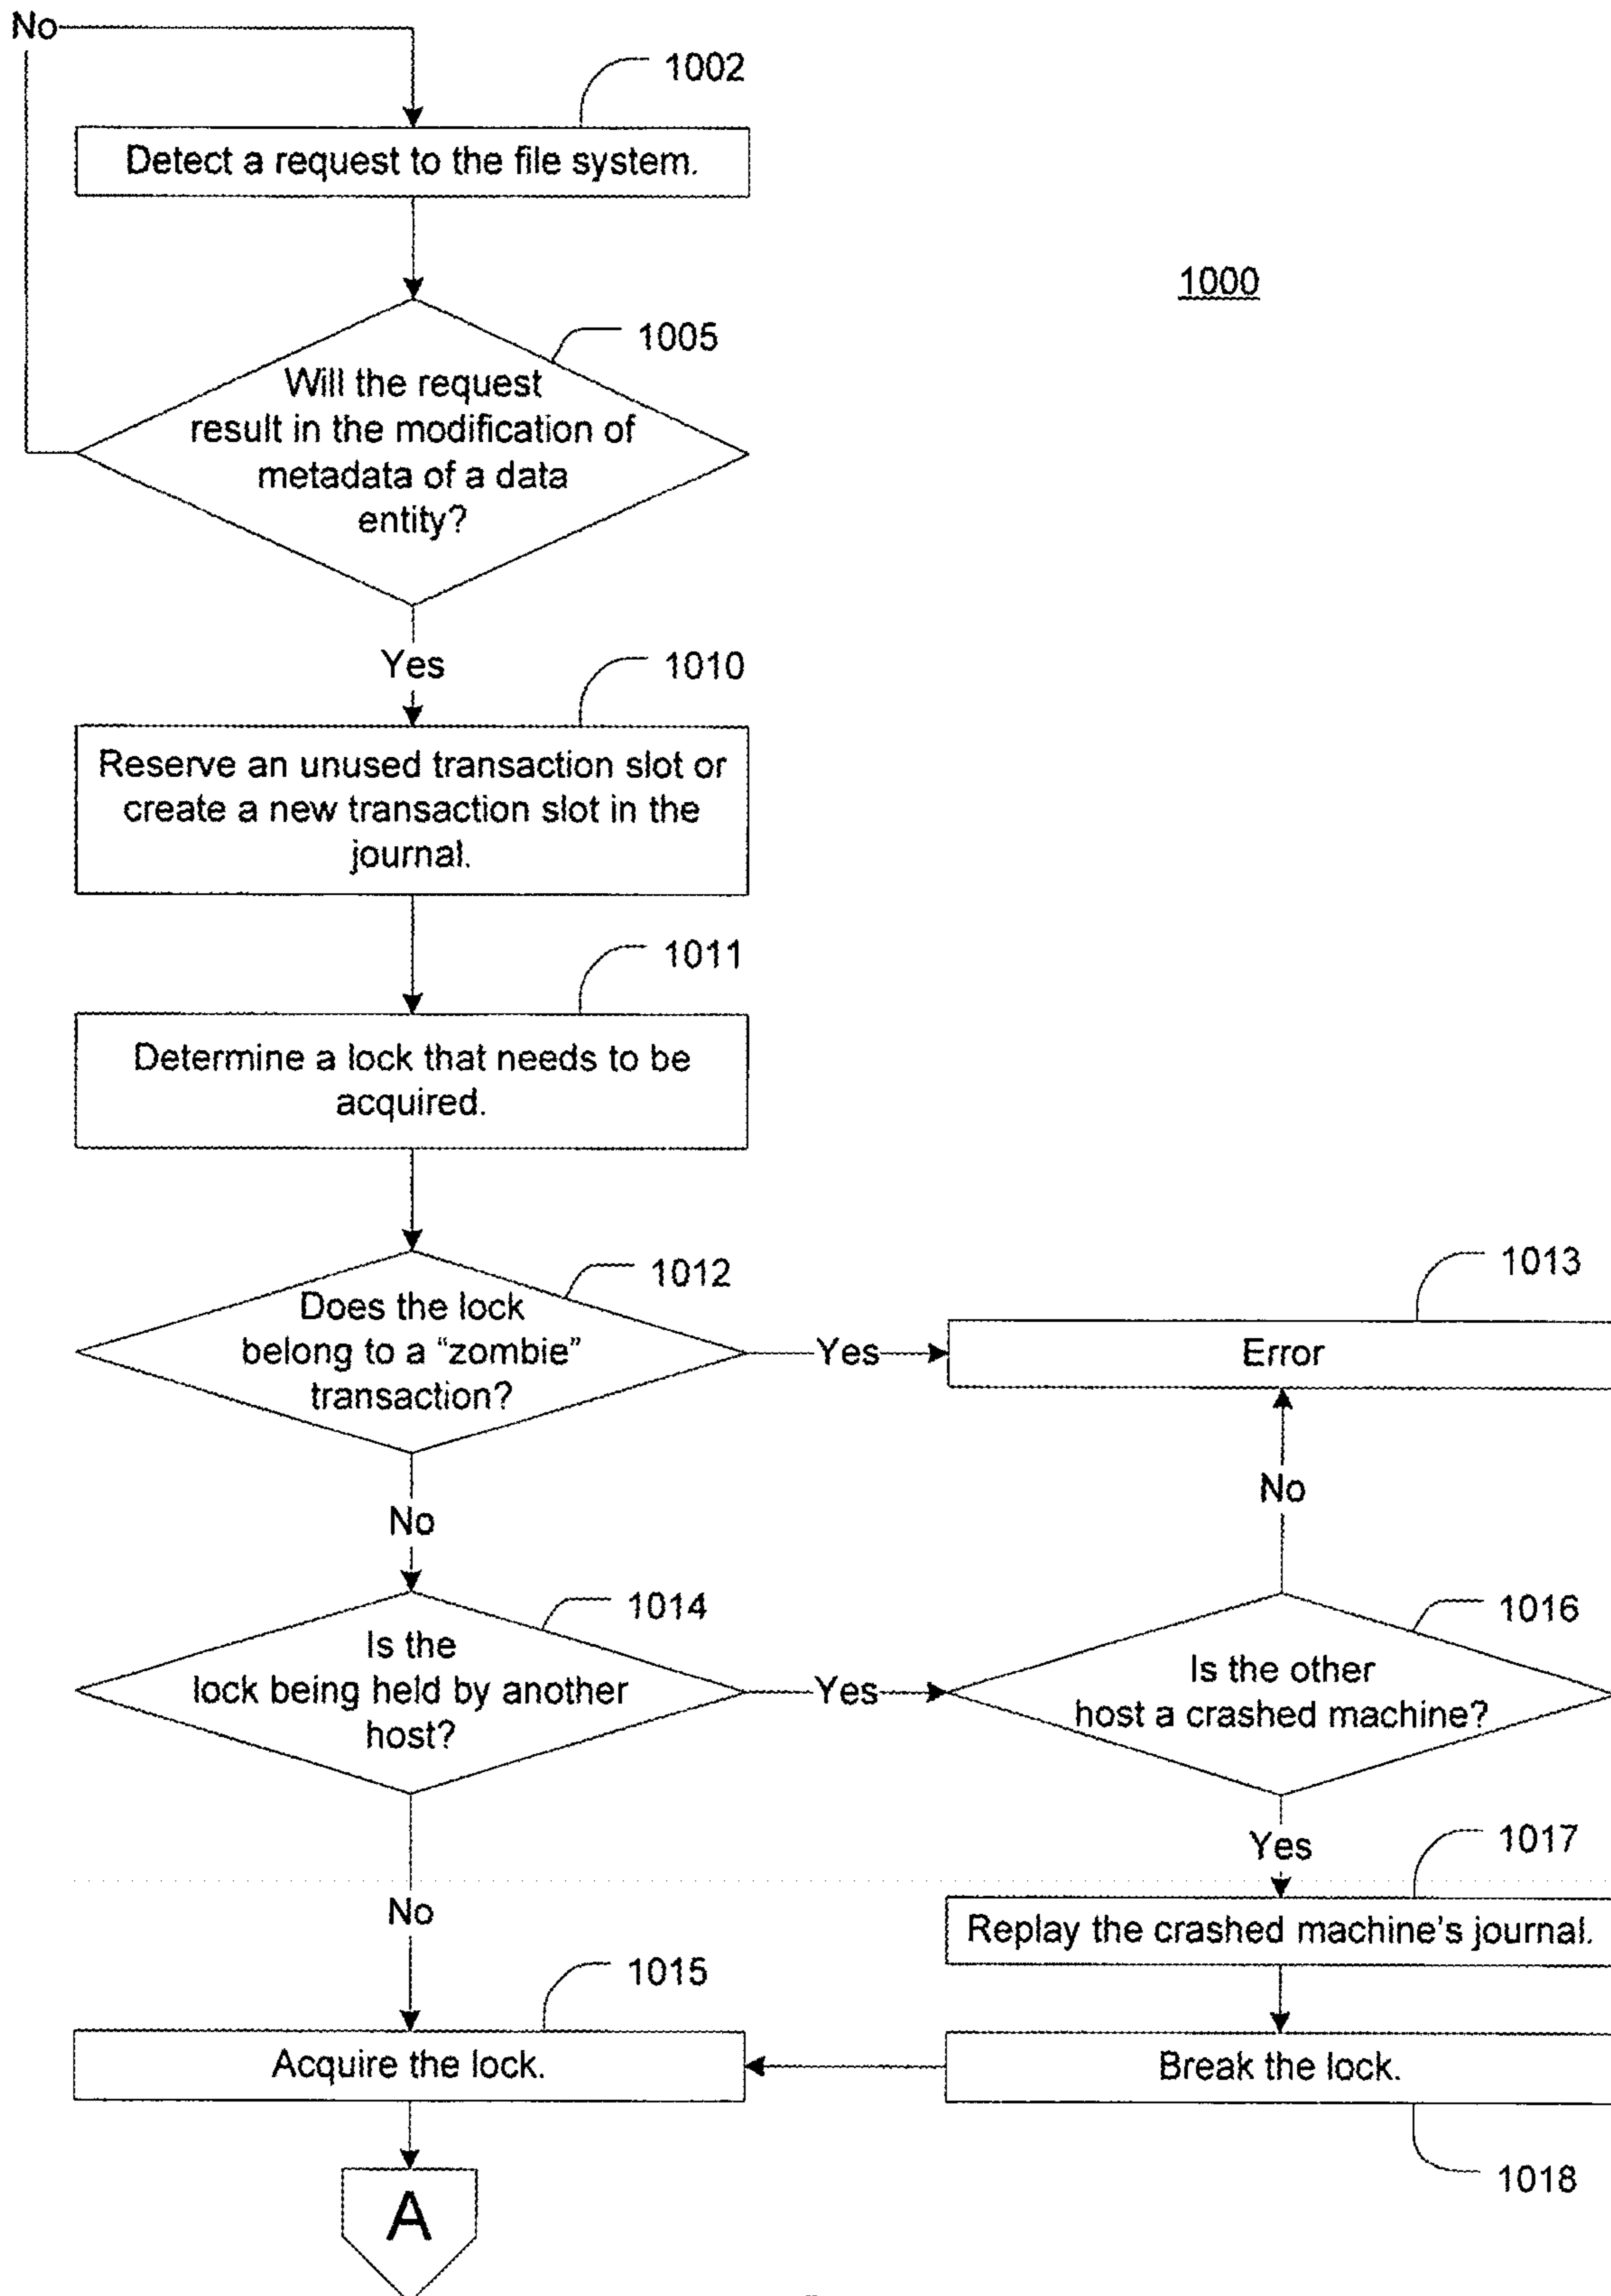 No
1002
Detect a request to the file system.
1000
1005
Will the request
result in the modification of
metadata of a data
entity?
Yes
1010
Reserve an unused transaction slot or
create a new transaction slot in the
journal.
1011
Determine a lock that needs to be
acquired.
1012
Does the lock
belong to a “zombie”
transaction?
Yes
1013
Error
No
No
1014
Is the
lock being held by another
host?
Yes
1016
Is the other
host a crashed machine?
Yes
1017
Replay the crashed machine’s journal.
No
1015
Acquire the lock.
Break the lock.
1018
A